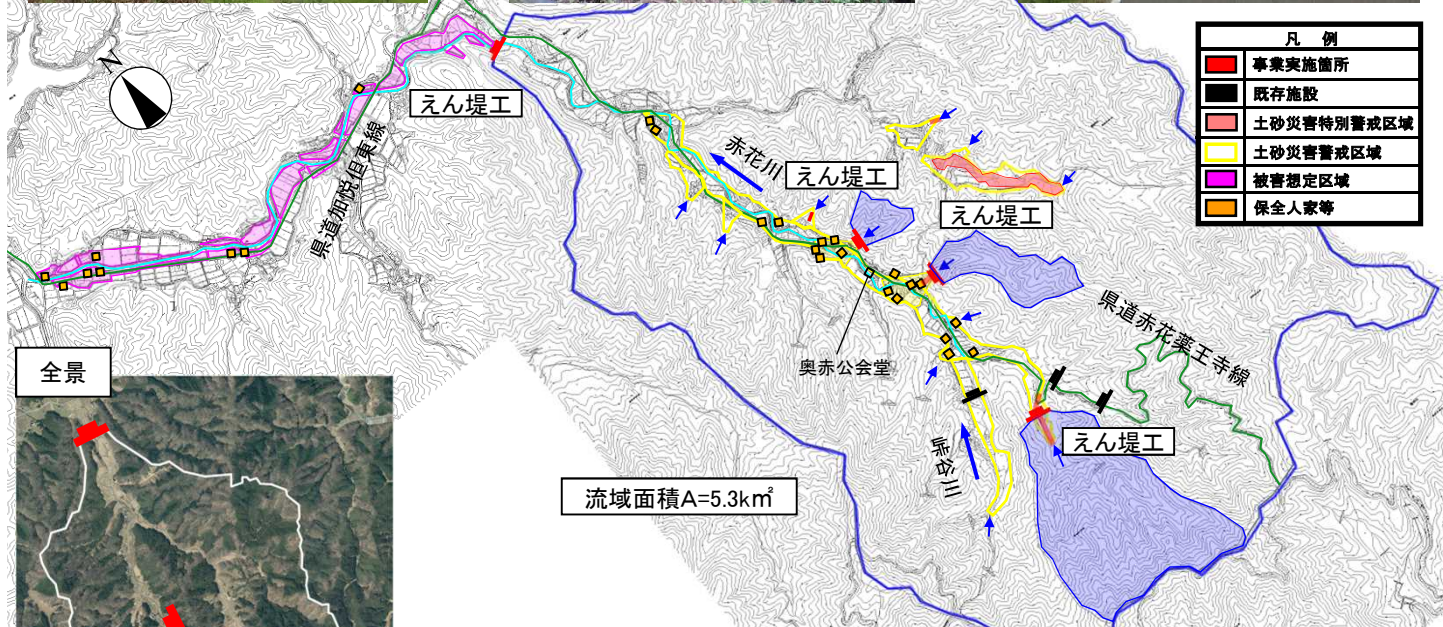 凡 例
事業実施箇所
既存施設
土砂災害特別警戒区域
土砂災害警戒区域
被害想定区域
保全人家等
N
えん堤工
県道加悦但東線
赤花川
えん堤工
えん堤工
奥赤公会堂
県道赤花薬王寺線
えん堤工
峠谷川
流域面積A=5.3k㎡
全景